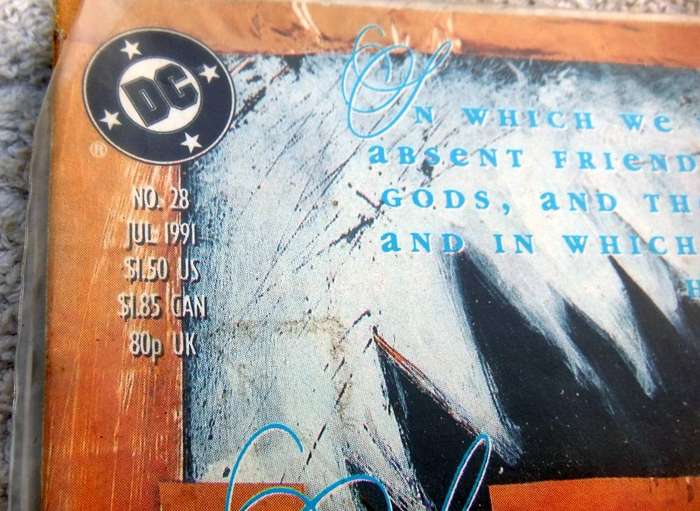 DC
®
NO. 28
JUL 1991
$1.50 US
$1.85 CAN
80p UK
IN WHICH We
aBSENT FRIEND
GODS, aND TH
aND IN WHICH
H